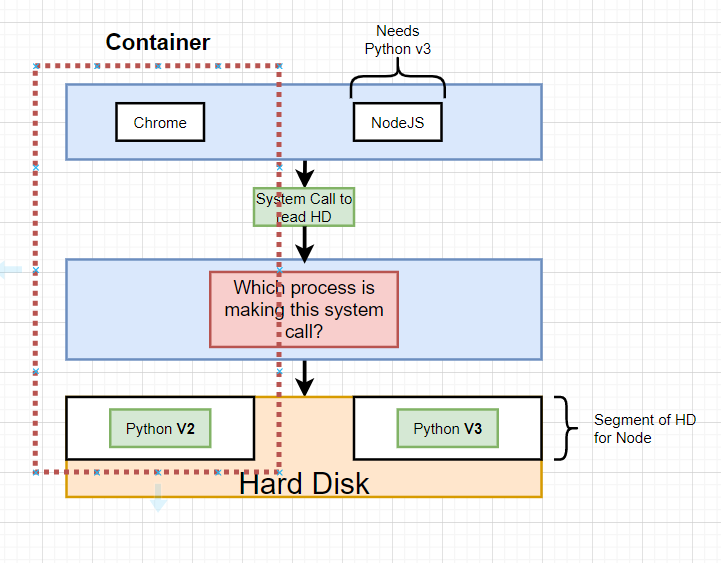 Container
Needs
Python v3
Chrome
NodeJS
System Call to
read HD
Which process is
making this system
call?
Python V2
Python V3
Segment of HD
for Node
Hard Disk